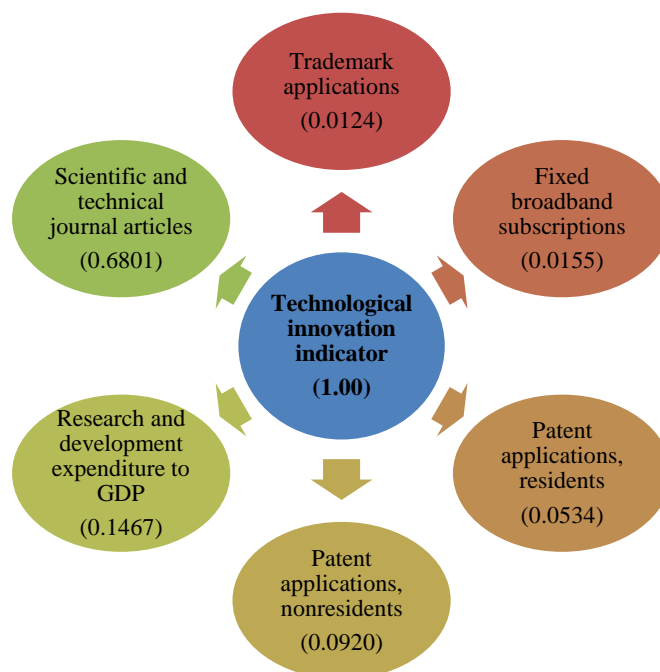 Trademark
applications
(0.0124)
Scientific and
technical
journal articles
(0.6801)
Fixed
broadband
subscriptions
(0.0155)
Technological
innovation
indicator
(1.00)
Research and
development
expenditure to
GDP
(0.1467)
Patent
applications,
residents
(0.0534)
Patent
applications,
nonresidents
(0.0920)